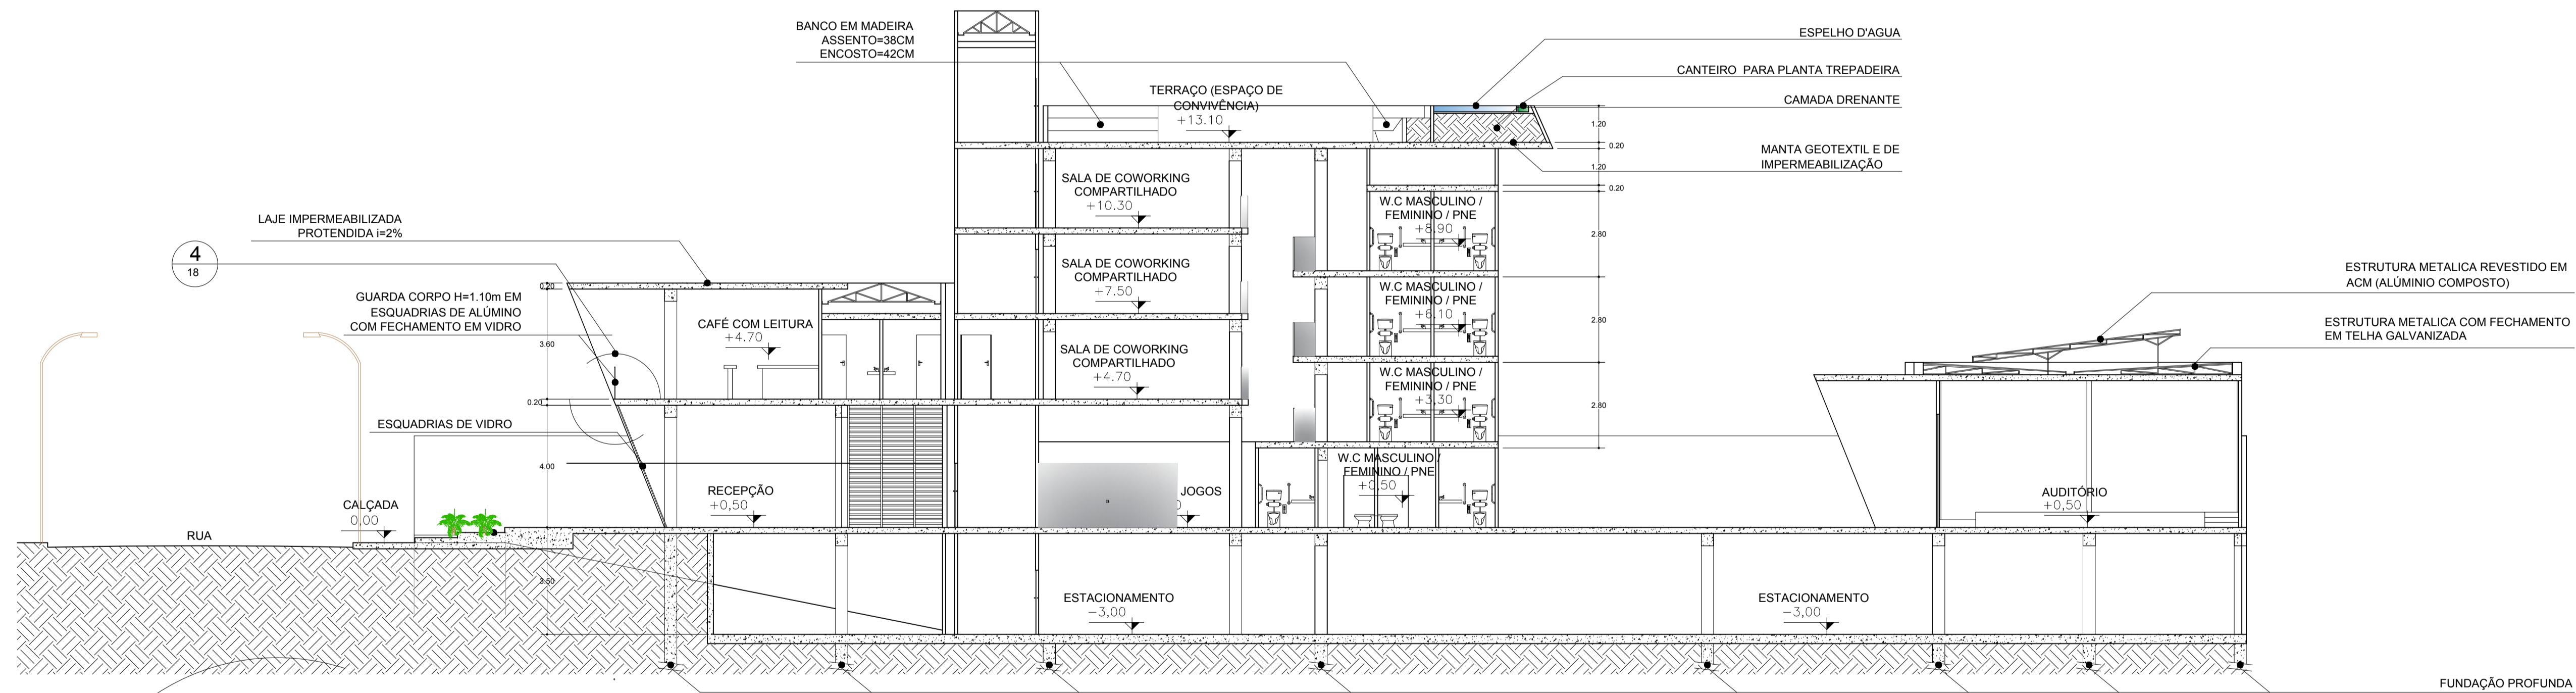 BANCO EM MADEIRA
ASSENTO=38CM
ENCOSTO=42CM
ESPELHO D'AGUA
CANTEIRO PARA PLANTA TREPADEIRA
CAMADA DRENANTE
MANTA GEOTEXTIL E DE
IMPERMEABILIZAÇÃO
TERRAÇO (ESPAÇO DE
CONVIVÊNCIA)
+13.10
1.20
0.20
1.20
0.20
2.80
2.80
2.80
SALA DE COWORKING
COMPARTILHADO
+10.30
SALA DE COWORKING
COMPARTILHADO
+7.50
SALA DE COWORKING
COMPARTILHADO
+4.70
W.C MASCULINO /
FEMININO / PNE
+8.90
W.C MASCULINO /
FEMININO / PNE
+6.10
W.C MASCULINO /
FEMININO / PNE
+3.30
W.C MASCULINO /
FEMININO / PNE
+0,50
LAJE IMPERMEABILIZADA
PROTENDIDA i=2%
4
18
GUARDA CORPO H=1.10m EM
ESQUADRIAS DE ALÚMINO
COM FECHAMENTO EM VIDRO
ESQUADRIAS DE VIDRO
0.20
3.60
0.20
4.00
3.50
CAFÉ COM LEITURA
+4.70
RECEPÇÃO
+0,50
JOGOS
0
CALÇADA
0,00
RUA
ESTRUTURA METALICA REVESTIDO EM
ACM (ALÚMINIO COMPOSTO)
ESTRUTURA METALICA COM FECHAMENTO
EM TELHA GALVANIZADA
AUDITÓRIO
+0,50
ESTACIONAMENTO
-3,00
ESTACIONAMENTO
-3,00
FUNDAÇÃO PROFUNDA